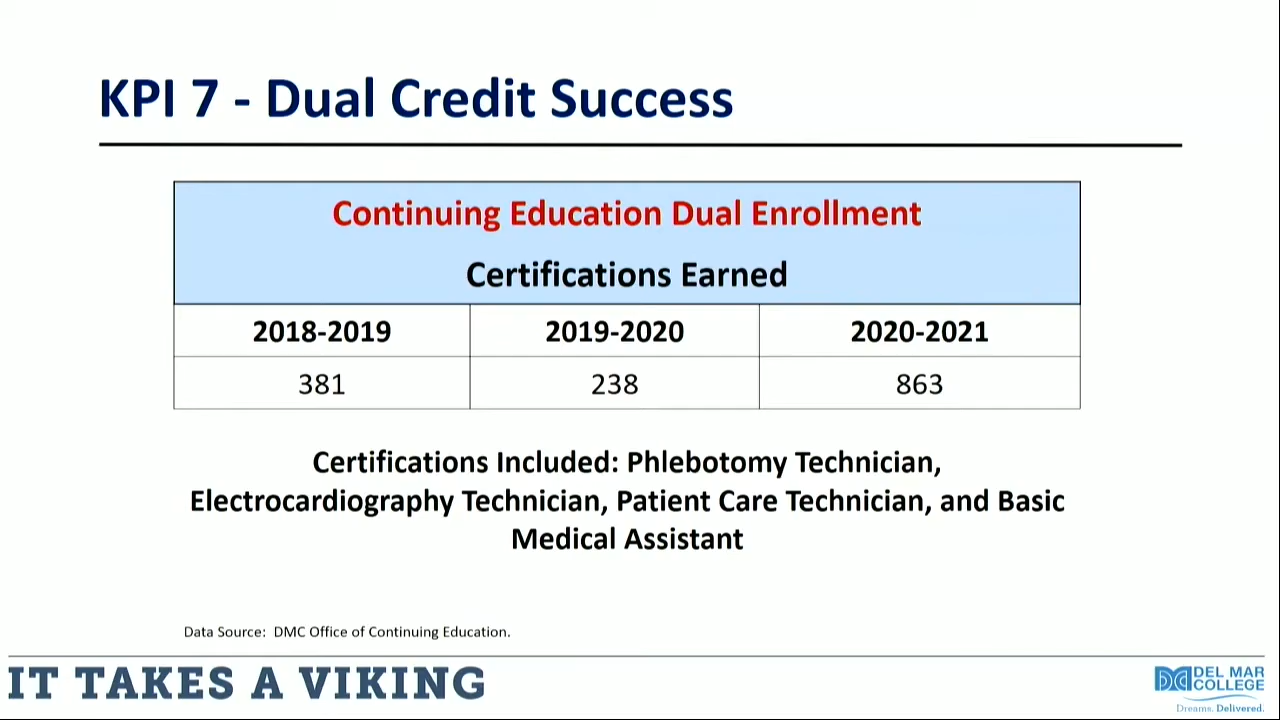 KPI 7 - Dual Credit Success
Continuing Education Dual Enrollment
Certifications Earned
2018-2019 2019-2020 2020-2021
381 238 863
Certifications Included: Phlebotomy Technician,
Electrocardiography Technician, Patient Care Technician, and Basic
Medical Assistant
Data Source: DMC Office of Continuing Education.
IT TAKES A VIKING
DEL MAR
COLLEGE
Dreams. Delivered.